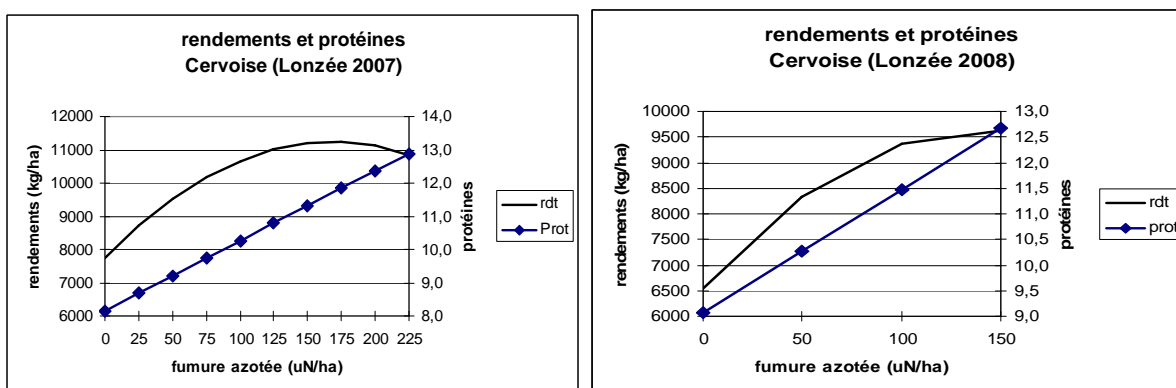 rendements et protéines
Cervoise (Lonzée 2007)
12000
11000
10000
9000
8000
7000
6000
14,0
13,0
12,0
11,0
10,0
9,0
8,0
rendements (kg/ha)
protéines
0 25 50 75 100 125 150 175 200 225
fumure azotée (uN/ha)
rdt
Prot
rendements et protéines
Cervoise (Lonzée 2008)
10000
9500
9000
8500
8000
7500
7000
6500
6000
13,0
12,5
12,0
11,5
11,0
10,5
10,0
9,5
9,0
rendements (kg/ha)
protéines
0 50 100 150
fumure azotée (uN/ha)
rdt
prot